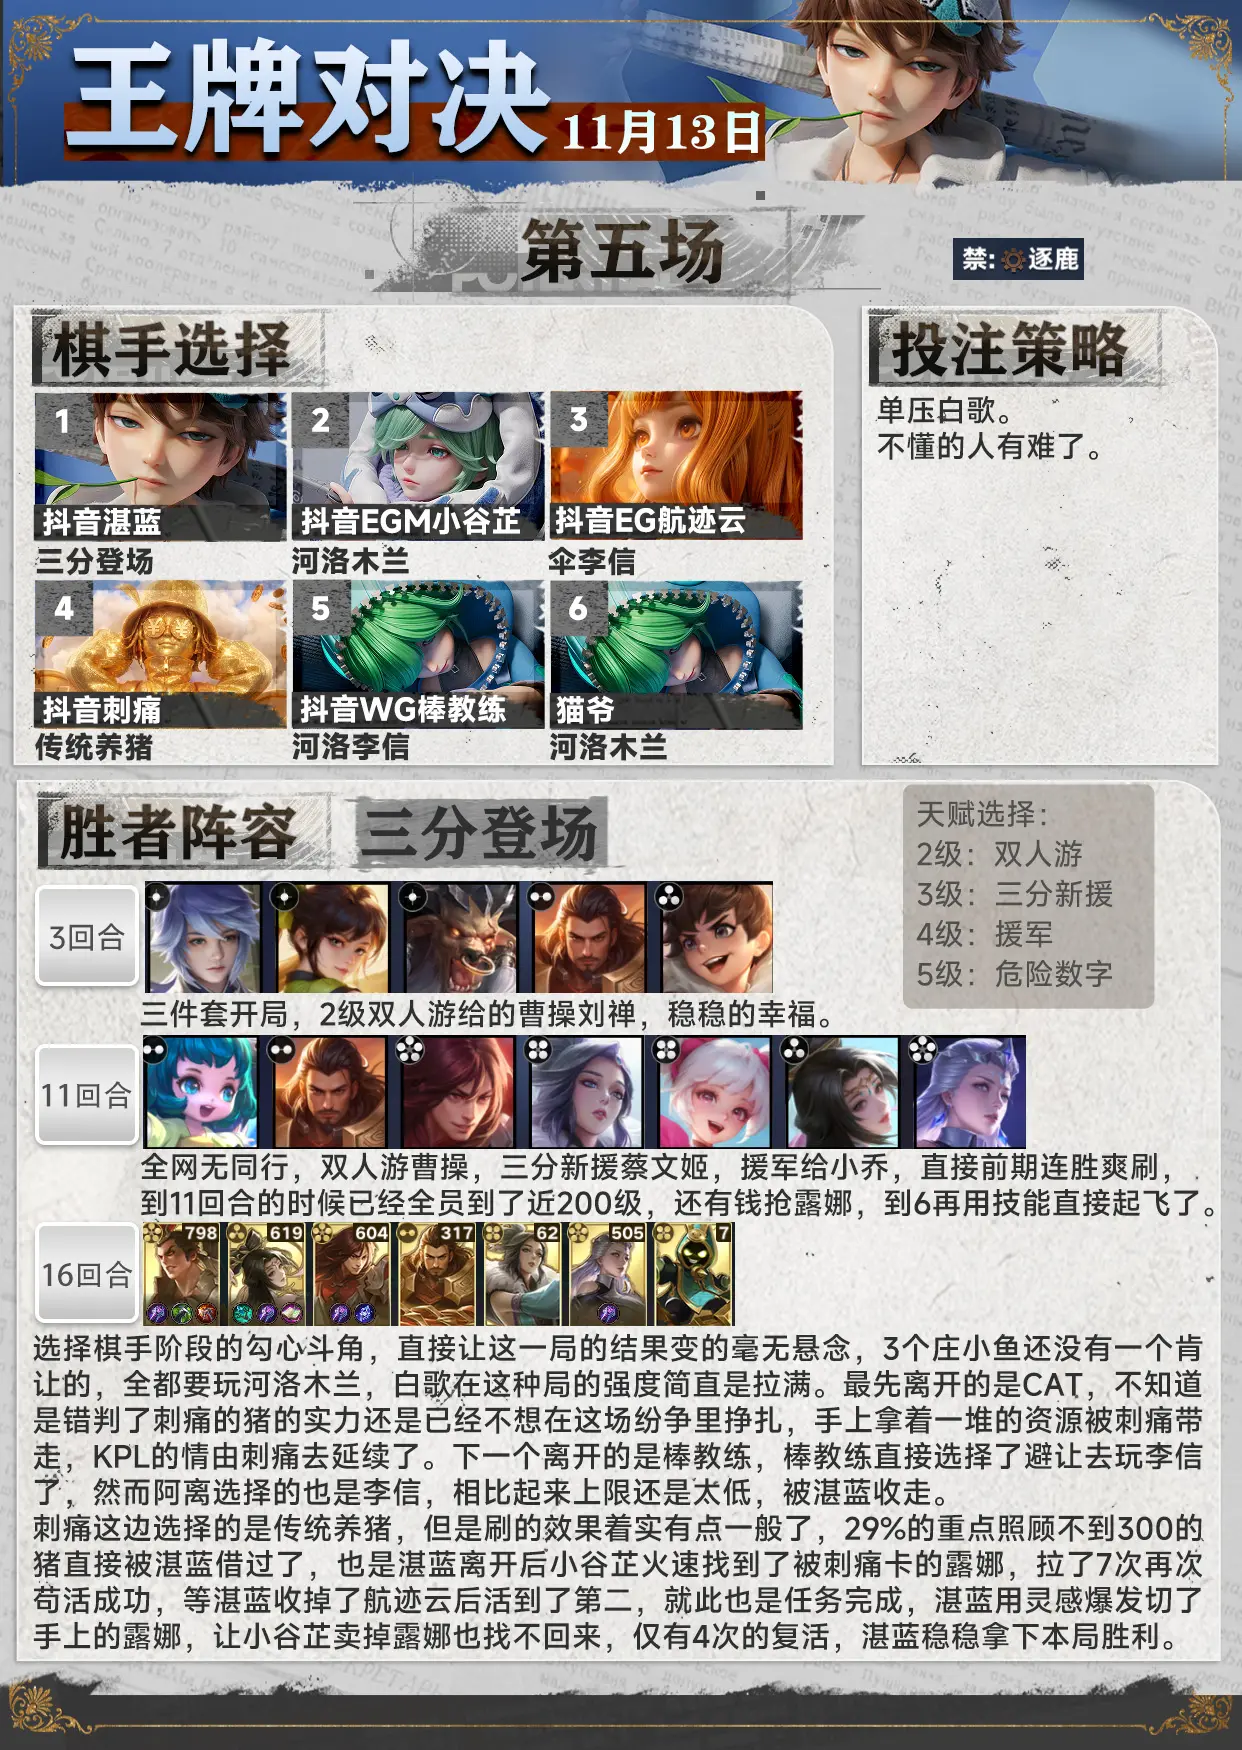 王牌对决
11月13日
第五场
禁:逐鹿
棋手选择
1
抖音湛蓝
三分登场
2
抖音EGM小谷芷
河洛木兰
3
抖音EG航迹云
伞李信
4
抖音刺痛
传统养猪
5
抖音WG棒教练
河洛李信
6
猫爷
河洛木兰
投注策略
单压白歌。
不懂的人有难了。
胜者阵容
三分登场
天赋选择:
2级: 双人游
3级: 三分新援
4级: 援军
5级: 危险数字
3回合
三件套开局，2级双人游给的曹操刘禅，稳稳的幸福。
11回合
全网无同行，双人游曹操，三分新援蔡文姬，援军给小乔，直接前期连胜爽刷，
到11回合的时候已经全员到了近200级，还有钱抢露娜，到6再用技能直接起飞了。
16回合
798 619 604 317 62 505 7
选择棋手阶段的勾心斗角，直接让这一局的结果变的毫无悬念，3个庄小鱼还没有一个肯
让的，全都要玩河洛木兰，白歌在这种局的强度简直是拉满。最先离开的是CAT，不知道
是错判了刺痛的猪的实力还是已经不想在这场纷争里挣扎，手上拿着一堆的资源被刺痛带
走，KPL的情由刺痛去延续了。下一个离开的是棒教练，棒教练直接选择了避让去玩李信
了，然而阿离选择的也是李信，相比起来上限还是太低，被湛蓝收走。
刺痛这边选择的是传统养猪，但是刷的效果着实有点一般了，29%的重点照顾不到300的
猪直接被湛蓝借过了，也是湛蓝离开后小谷芷火速找到了被刺痛卡的露娜，拉了7次再次
苟活成功，等湛蓝收掉了航迹云后活到了第二，就此也是任务完成，湛蓝用灵感爆发切了
手上的露娜，让小谷芷卖掉露娜也找不回来，仅有4次的复活，湛蓝稳稳拿下本局胜利。